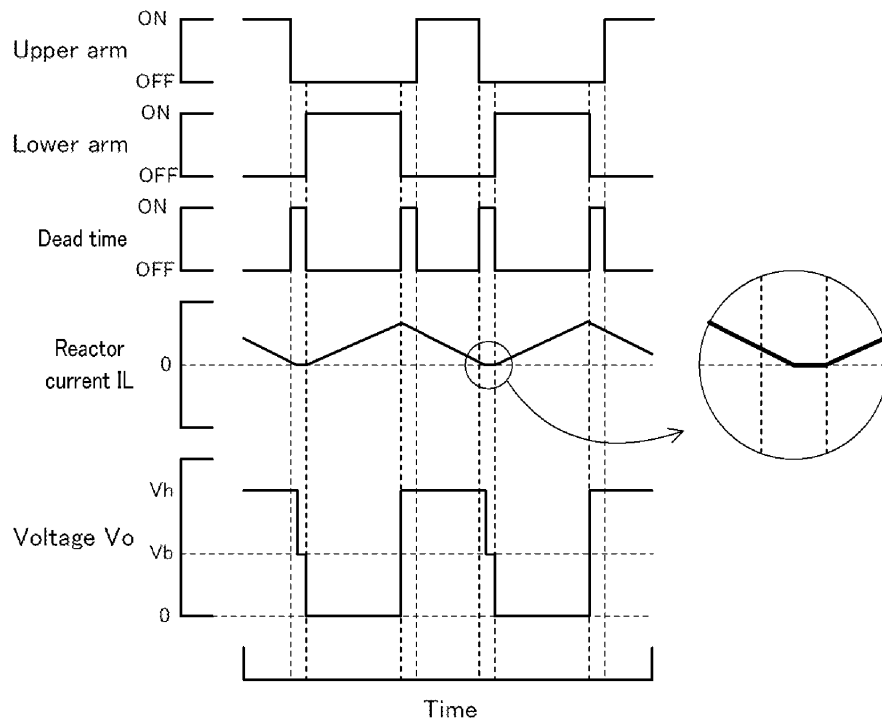 ON
Upper arm
OFF
ON
Lower arm
OFF
ON
Dead time
OFF
Reactor
current IL
0
Vh
Voltage Vo
Vb
0
Time